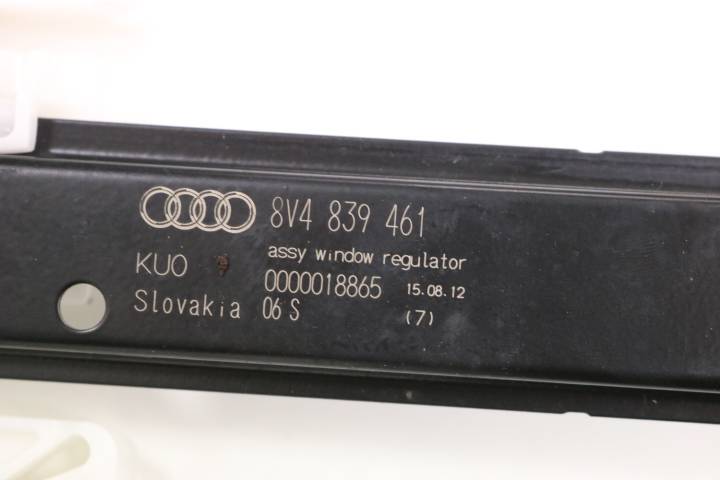 8V4 839 461
assy window regulator
KUO 0000018865 15.08.12
Slovakia 06 S (7)